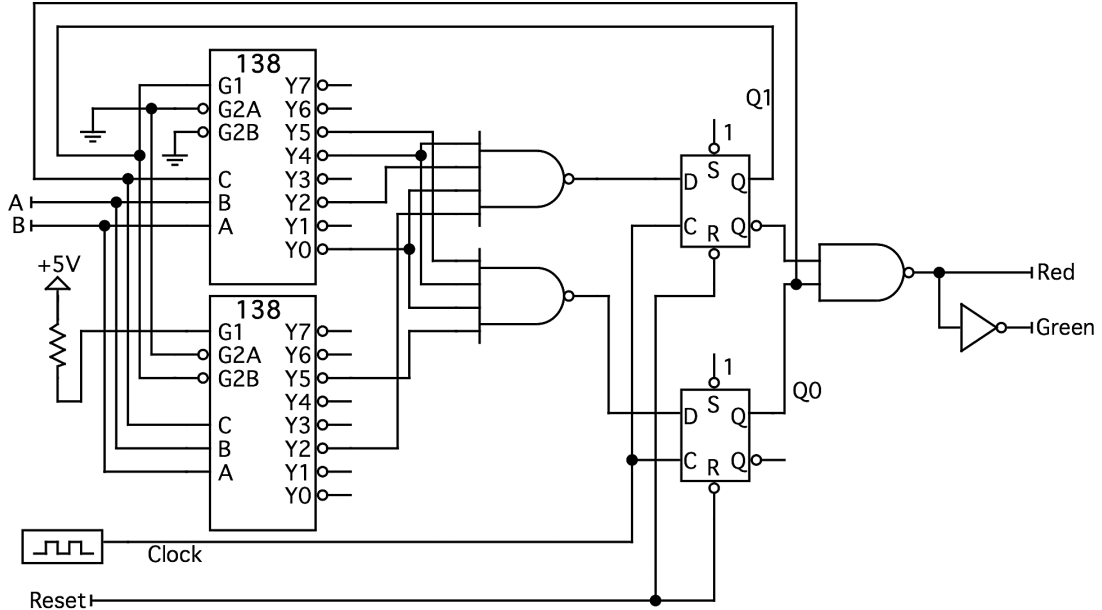 138
G1
G2A
G2B
C
B
A
Y7
Y6
Y5
Y4
Y3
Y2
Y1
Y0
A
B
+5V
138
G1
G2A
G2B
C
B
A
Y7
Y6
Y5
Y4
Y3
Y2
Y1
Y0
Q1
1
S
D
Q
C
R
Q
Red
Green
1
Q0
S
D
Q
C
R
Q
Clock
Reset